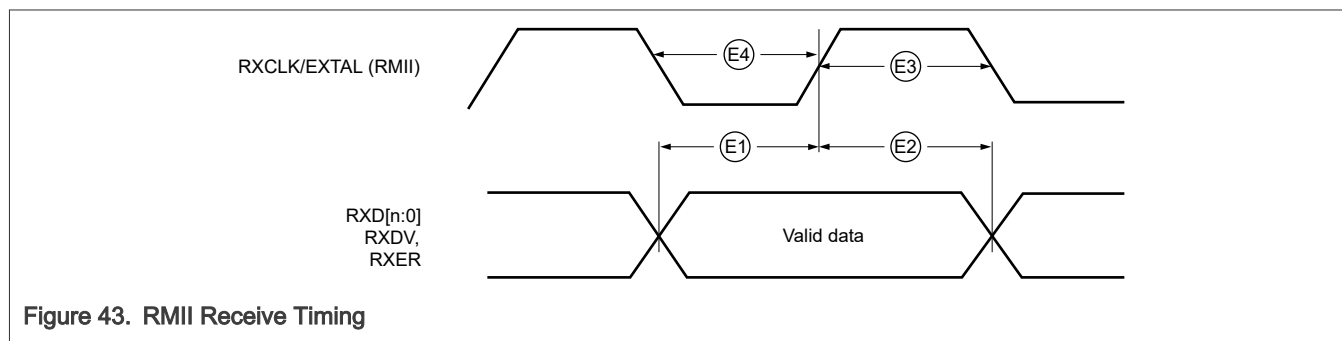 RXCLK/EXTAL (RMII)
E4
E3
E1
E2
RXD[n:0]
RXDV,
RXER
Valid data
Figure 43. RMII Receive Timing